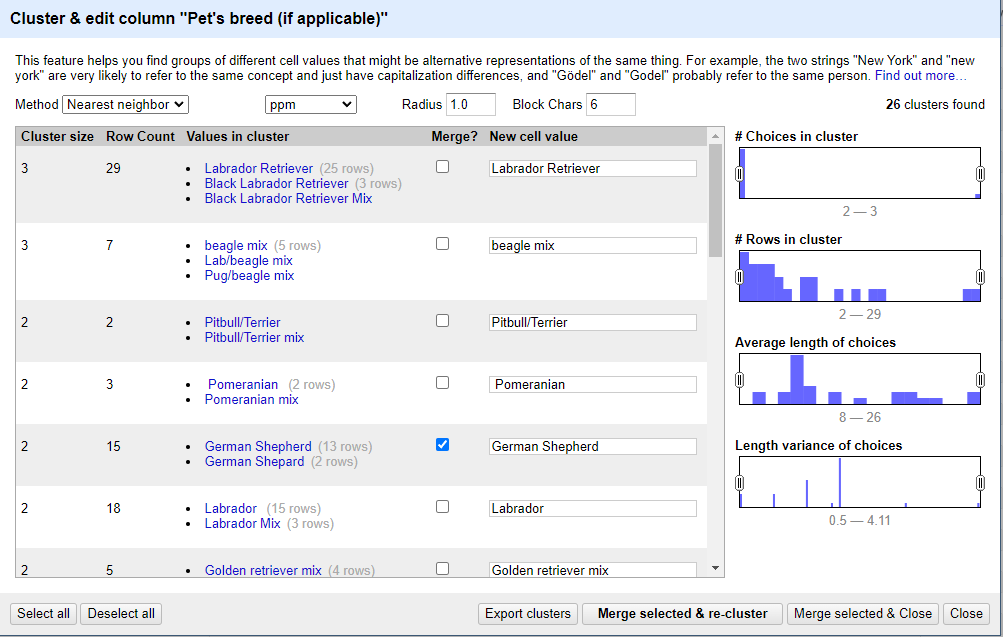 Cluster & edit column "Pet's breed (if applicable)"
This feature helps you find groups of different cell values that might be alternative representations of the same thing. For example, the two strings "New York" and "new
york" are very likely to refer to the same concept and just have capitalization differences, and "Gödel" and "Godel" probably refer to the same person. Find out more…
Method Nearest neighbor ppm Radius 1.0 Block Chars 6 26 clusters found
Cluster size Row Count Values in cluster Merge? New cell value
3 29 • Labrador Retriever (25 rows) Labrador Retriever
• Black Labrador Retriever (3 rows)
• Black Labrador Retriever Mix
3 7 • beagle mix (5 rows) beagle mix
• Lab/beagle mix
• Pug/beagle mix
2 2 • Pitbull/Terrier Pitbull/Terrier
• Pitbull/Terrier mix
2 3 • Pomeranian (2 rows) Pomeranian
• Pomeranian mix
2 15 • German Shepherd (13 rows) German Shepherd
• German Shepard (2 rows)
2 18 • Labrador (15 rows) Labrador
• Labrador Mix (3 rows)
2 5 • Golden retriever mix (4 rows) Golden retriever mix
# Choices in cluster
2 — 3
# Rows in cluster
2 — 29
Average length of choices
8 — 26
Length variance of choices
0.5 — 4.11
Select all Deselect all Export clusters Merge selected & re-cluster Merge selected & Close Close